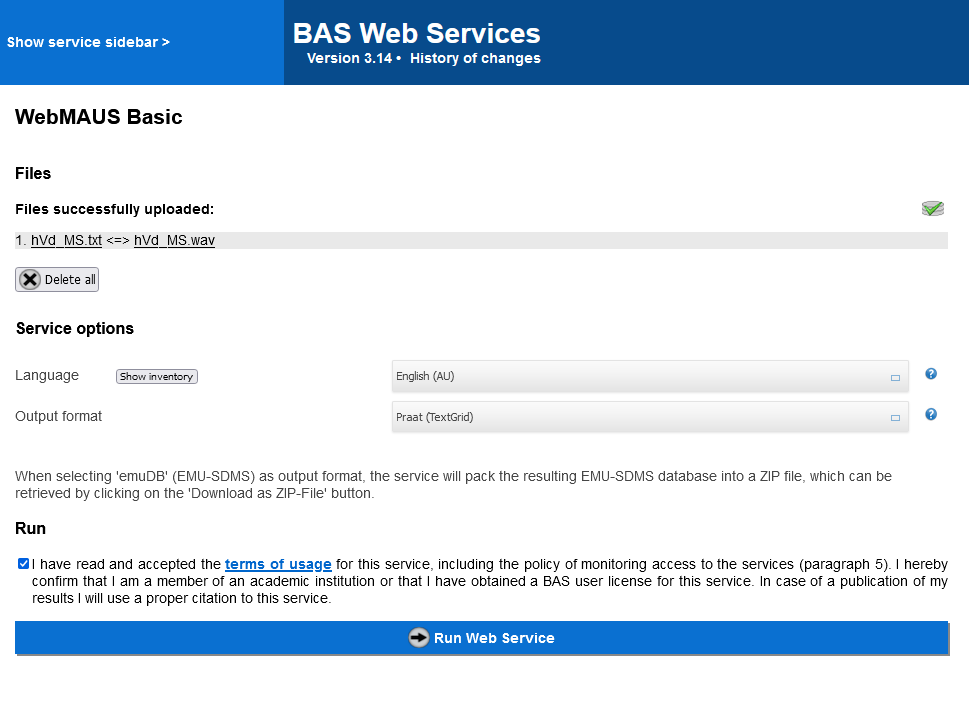 Show service sidebar >
BAS Web Services
Version 3.14 • History of changes
WebMAUS Basic
Files
Files successfully uploaded:
1. hVd_MS.txt <=> hVd_MS.wav
Delete all
Service options
Language Show inventory English (AU)
Output format Praat (TextGrid)
When selecting 'emuDB' (EMU-SDMS) as output format, the service will pack the resulting EMU-SDMS database into a ZIP file, which can be
retrieved by clicking on the 'Download as ZIP-File' button.
Run
I have read and accepted the terms of usage for this service, including the policy of monitoring access to the services (paragraph 5). I hereby
confirm that I am a member of an academic institution or that I have obtained a BAS user license for this service. In case of a publication of my
results I will use a proper citation to this service.
Run Web Service